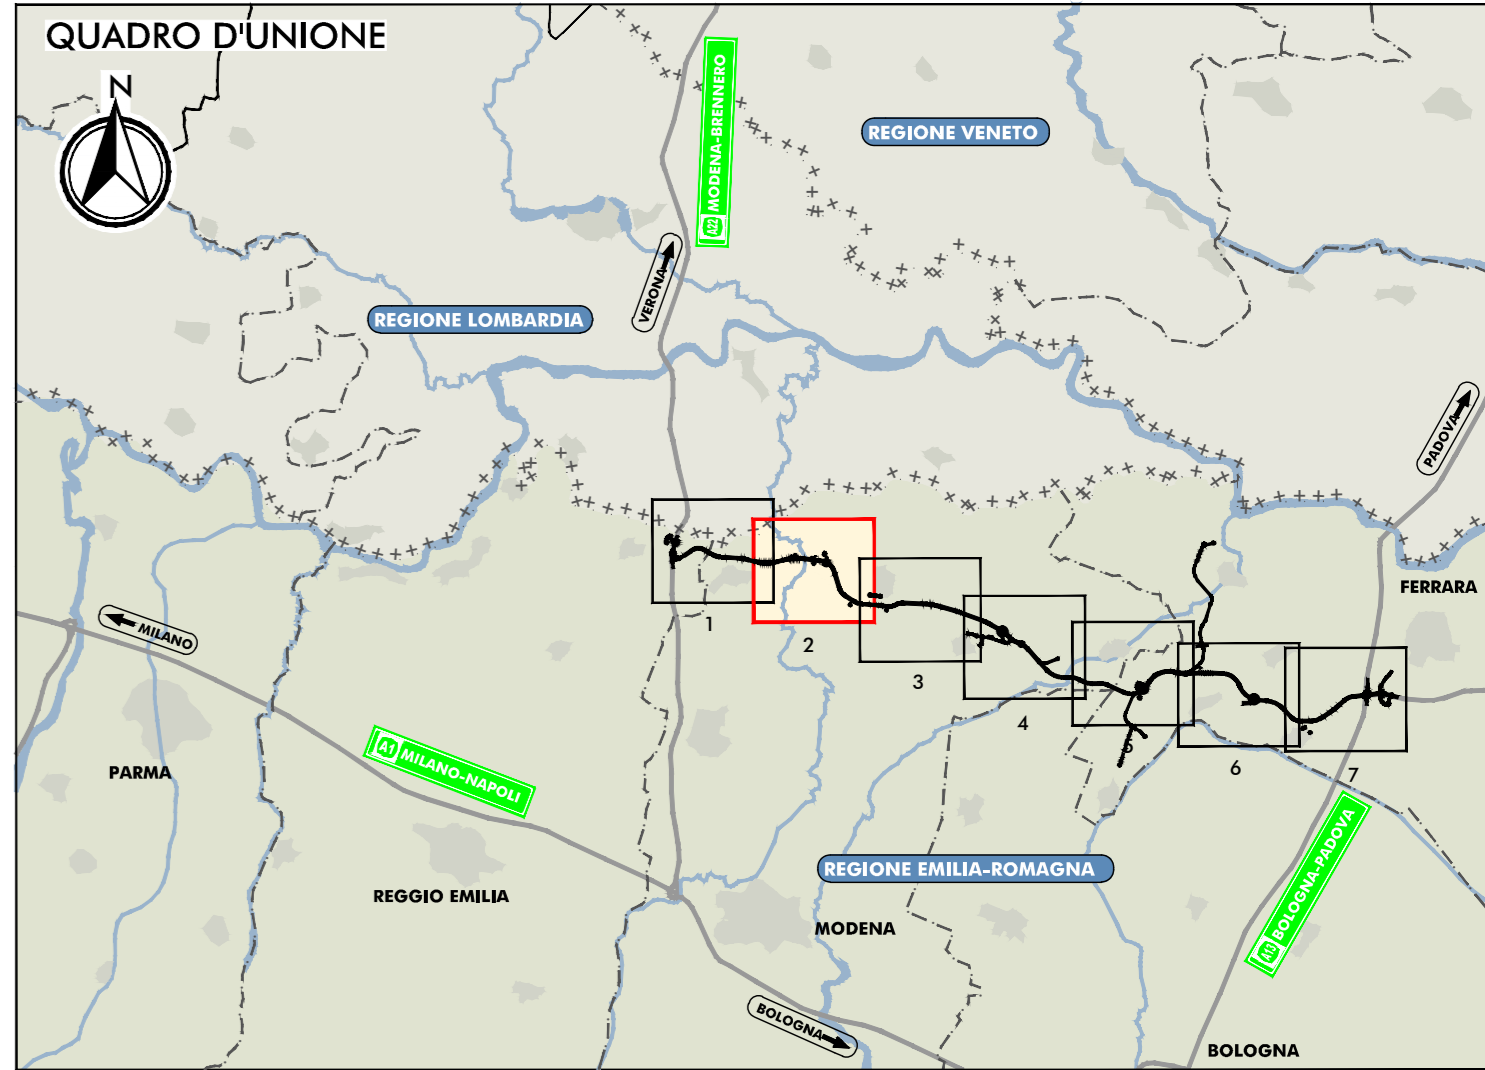 QUADRO D'UNIONE
N
A22 MODENA-BRENNERO
REGIONE VENETO
VERONA
REGIONE LOMBARDIA
PADOVA
FERRARA
1
2
3
4
5
6
7
MILANO
PARMA
A1 MILANO-NAPOLI
REGGIO EMILIA
REGIONE EMILIA-ROMAGNA
A13 BOLOGNA-PADOVA
MODENA
BOLOGNA
BOLOGNA